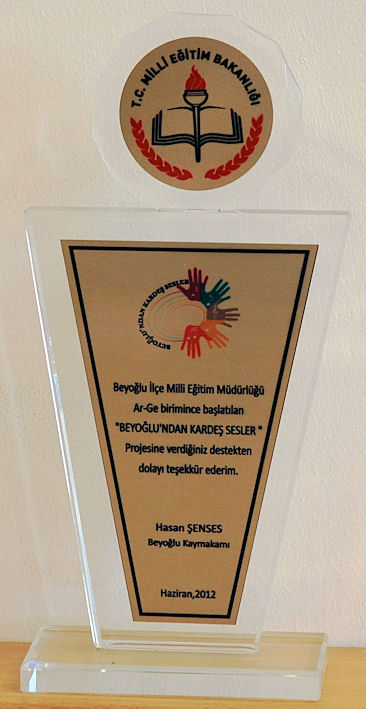 T.C. MİLLİ EĞİTİM BAKANLIĞI
BEYOĞLU'NDAN KARDEŞ SESLER
Beyoğlu İlçe Milli Eğitim Müdürlüğü
Ar-Ge birimince başlatılan
"BEYOĞLU'NDAN KARDEŞ SESLER "
Projesine verdiğiniz destekten
dolayı teşekkür ederim.
Hasan ŞENSES
Beyoğlu Kaymakamı
Haziran,2012